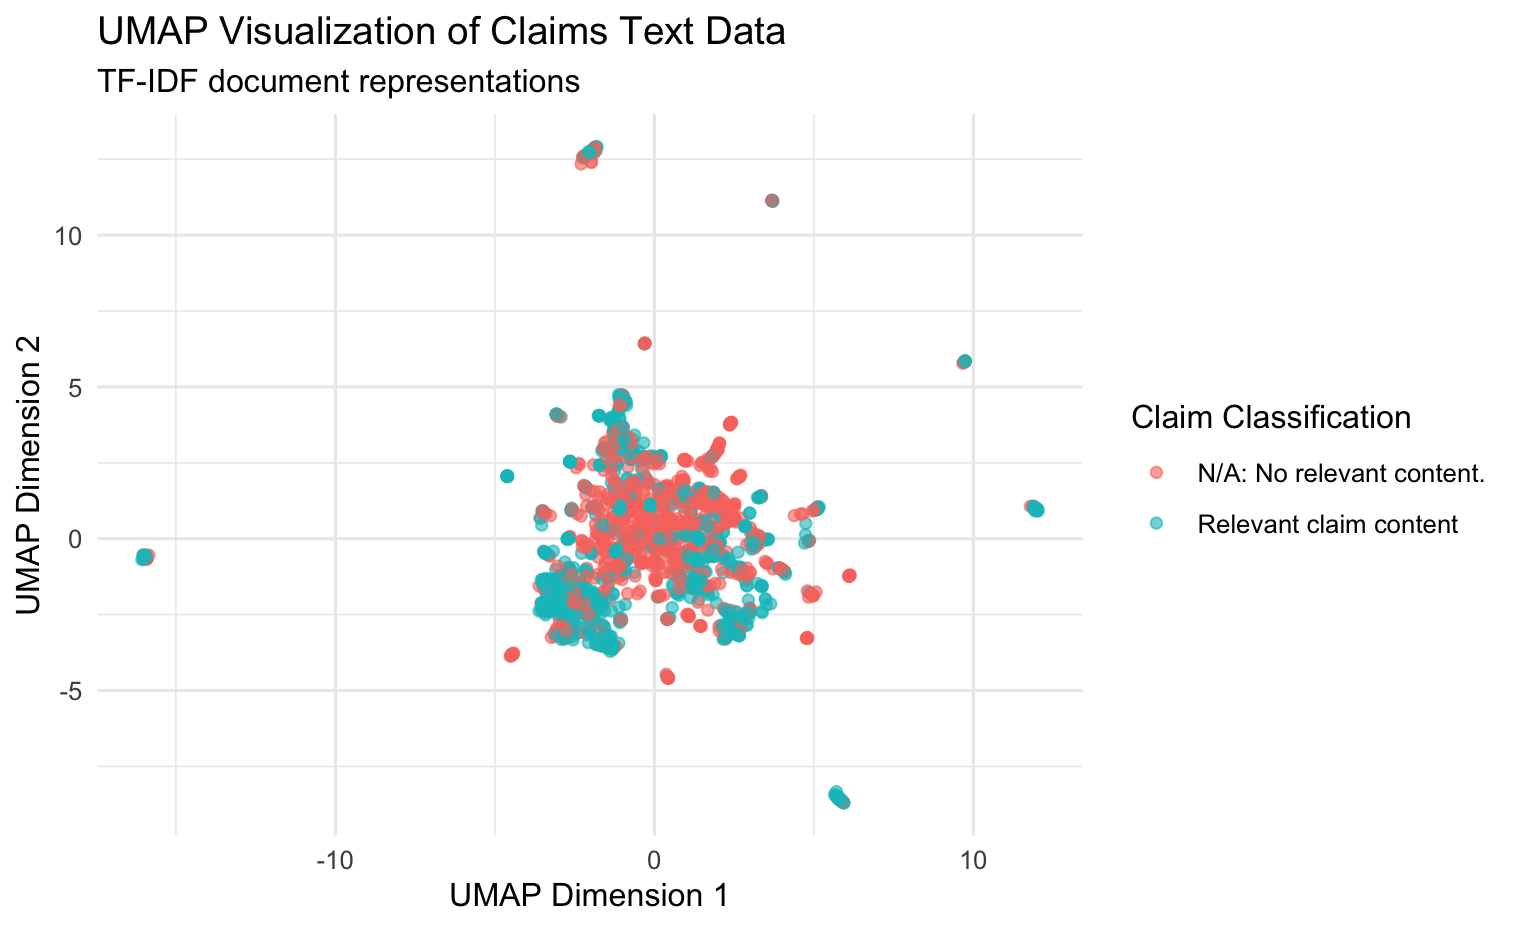 UMAP Visualization of Claims Text Data
TF-IDF document representations
UMAP Dimension 2
10
5
0
-5
-10
0
10
UMAP Dimension 1
Claim Classification
N/A: No relevant content.
Relevant claim content